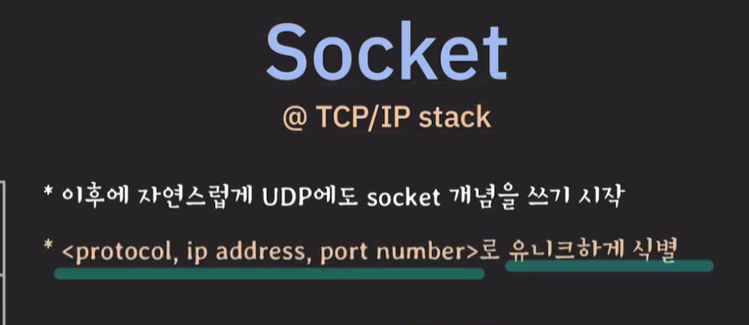 Socket
@ TCP/IP stack
* 이후에 자연스럽게 UDP에도 socket 개념을 쓰기 시작
* <protocol, ip address, port number>로 유니크하게 식별